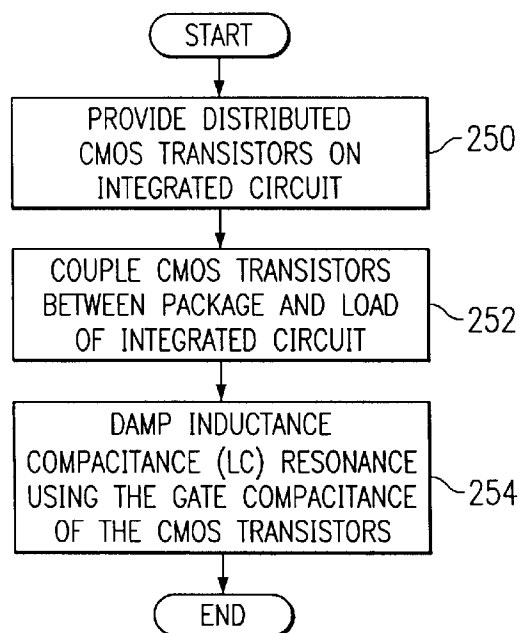 START
PROVIDE DISTRIBUTED
CMOS TRANSISTORS ON
INTEGRATED CIRCUIT
250
COUPLE CMOS TRANSISTORS
BETWEEN PACKAGE AND LOAD
OF INTEGRATED CIRCUIT
252
DAMP INDUCTANCE
COMPACITANCE (LC) RESONANCE
USING THE GATE COMPACITANCE
OF THE CMOS TRANSISTORS
254
END